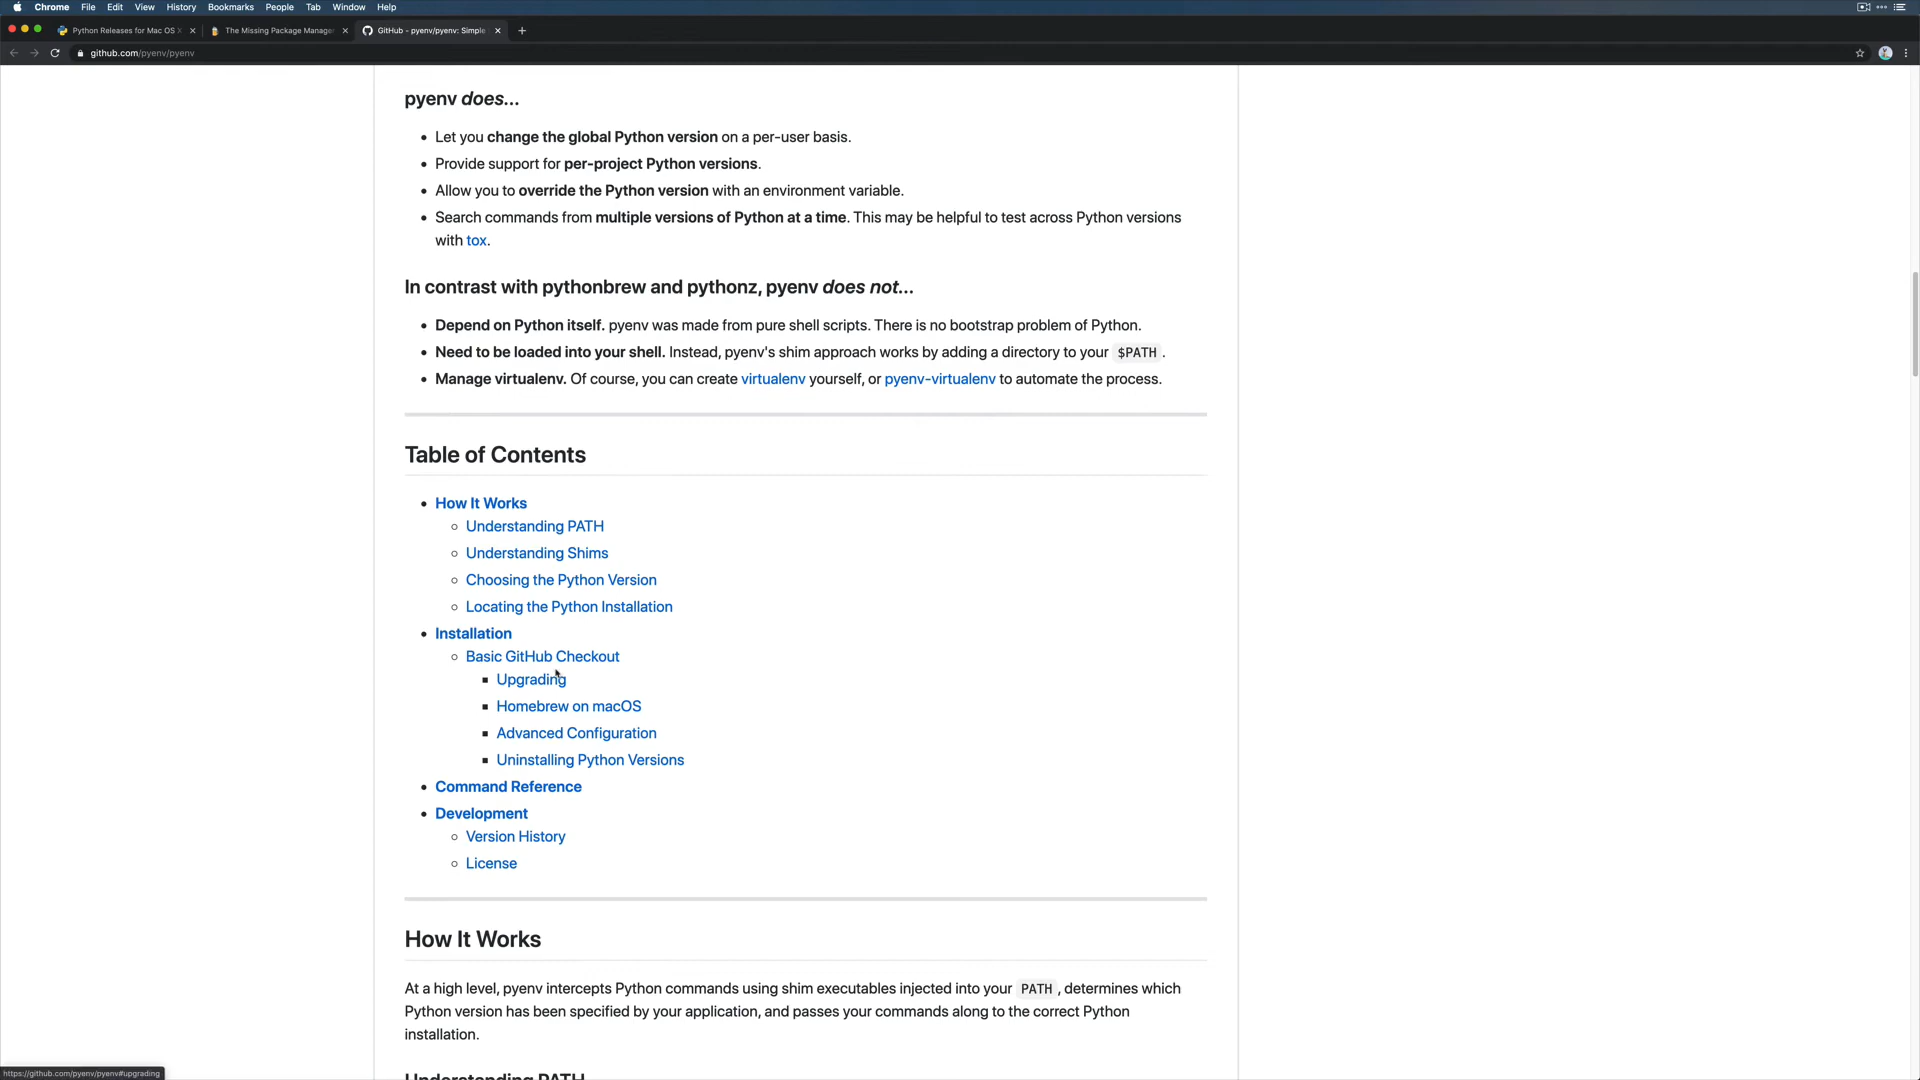 Chrome File Edit View History Bookmarks People Tab Window Help
Python Releases for Mac OS X
The Missing Package Manage
GitHub - pyenv/pyenv: Simple
github.com/pyenv/pyenv
pyenv does...
• Let you change the global Python version on a per-user basis.
• Provide support for per-project Python versions.
• Allow you to override the Python version with an environment variable.
• Search commands from multiple versions of Python at a time. This may be helpful to test across Python versions
with tox.
In contrast with pythonbrew and pythonz, pyenv does not...
• Depend on Python itself. pyenv was made from pure shell scripts. There is no bootstrap problem of Python.
• Need to be loaded into your shell. Instead, pyenv's shim approach works by adding a directory to your $PATH .
• Manage virtualenv. Of course, you can create virtualenv yourself, or pyenv-virtualenv to automate the process.
Table of Contents
• How It Works
Understanding PATH
Understanding Shims
Choosing the Python Version
Locating the Python Installation
• Installation
Basic GitHub Checkout
Upgrading
Homebrew on macOS
Advanced Configuration
Uninstalling Python Versions
• Command Reference
• Development
Version History
License
How It Works
At a high level, pyenv intercepts Python commands using shim executables injected into your PATH , determines which
Python version has been specified by your application, and passes your commands along to the correct Python
installation.
Understanding PATH
https://github.com/pyenv/pyenv#upgrading